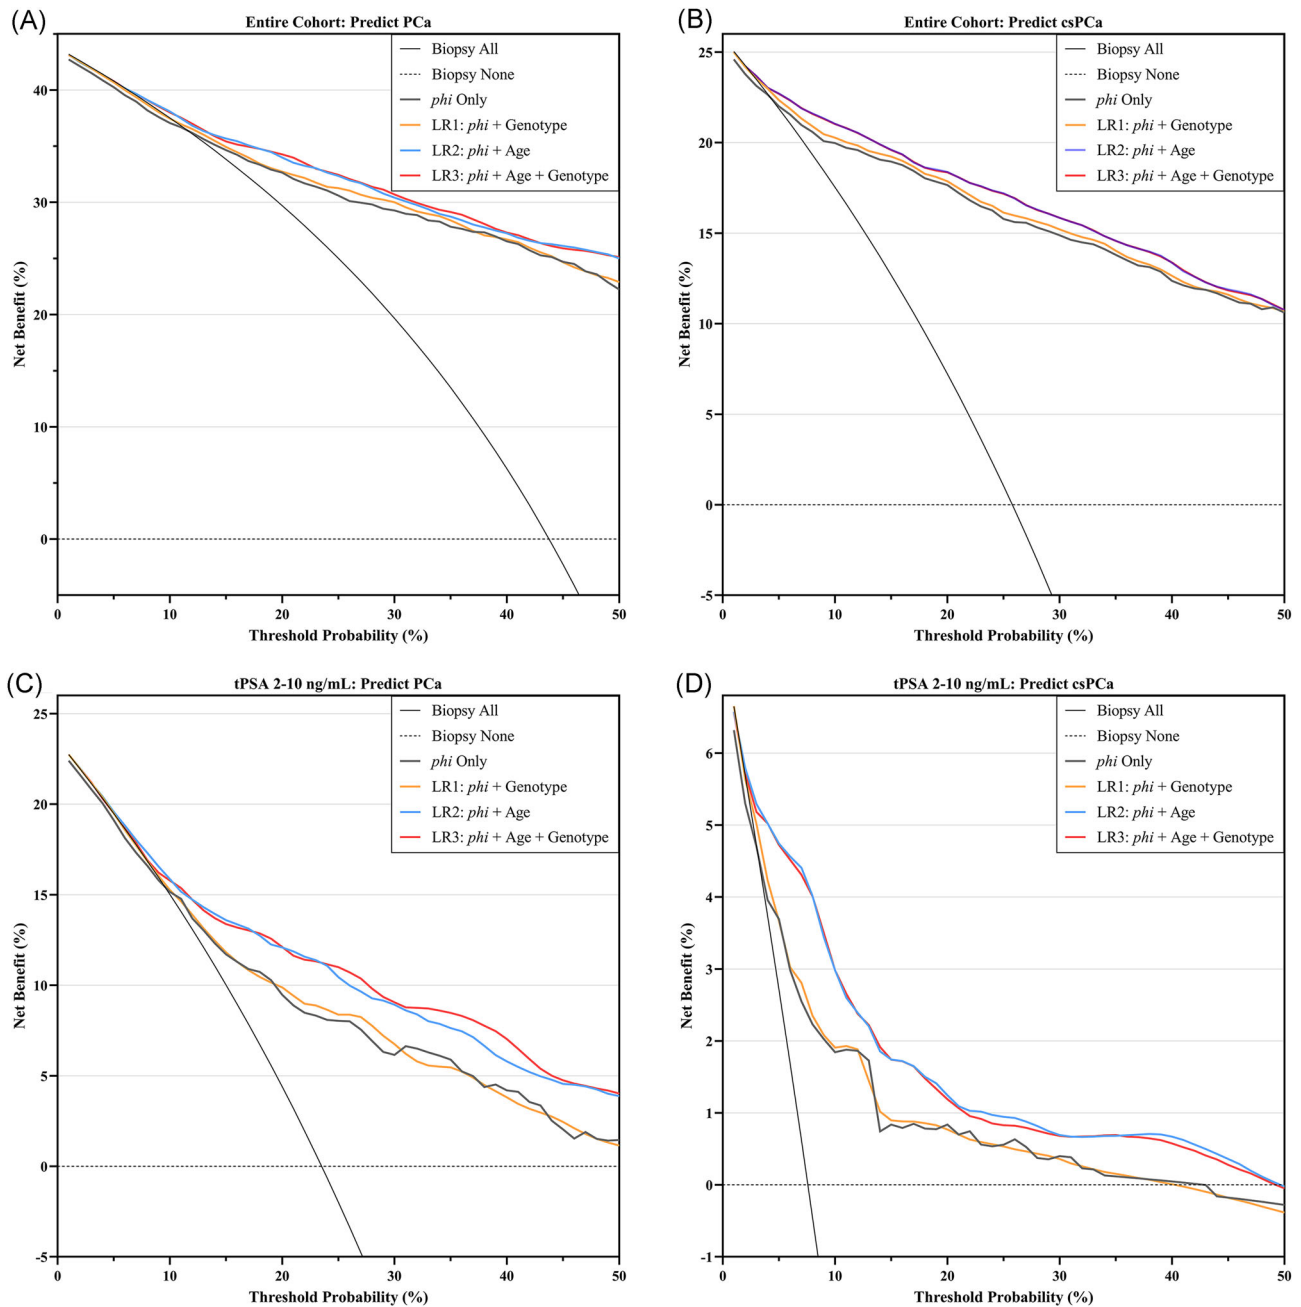 (A)
Entire Cohort: Predict PCa
Biopsy All
Biopsy None
phi Only
LR1: phi + Genotype
LR2: phi + Age
LR3: phi + Age + Genotype
Net Benefit (%)
40
30
20
10
0
0 10 20 30 40 50
Threshold Probability (%)
(B)
Entire Cohort: Predict csPCa
Biopsy All
Biopsy None
phi Only
LR1: phi + Genotype
LR2: phi + Age
LR3: phi + Age + Genotype
Net Benefit (%)
25
20
15
10
5
0
-5
0 10 20 30 40 50
Threshold Probability (%)
(C)
tPSA 2-10 ng/mL: Predict PCa
Biopsy All
Biopsy None
phi Only
LR1: phi + Genotype
LR2: phi + Age
LR3: phi + Age + Genotype
Net Benefit (%)
25
20
15
10
5
0
-5
0 10 20 30 40 50
Threshold Probability (%)
(D)
tPSA 2-10 ng/mL: Predict csPCa
Biopsy All
Biopsy None
phi Only
LR1: phi + Genotype
LR2: phi + Age
LR3: phi + Age + Genotype
Net Benefit (%)
6
5
4
3
2
1
0
-1
0 10 20 30 40 50
Threshold Probability (%)